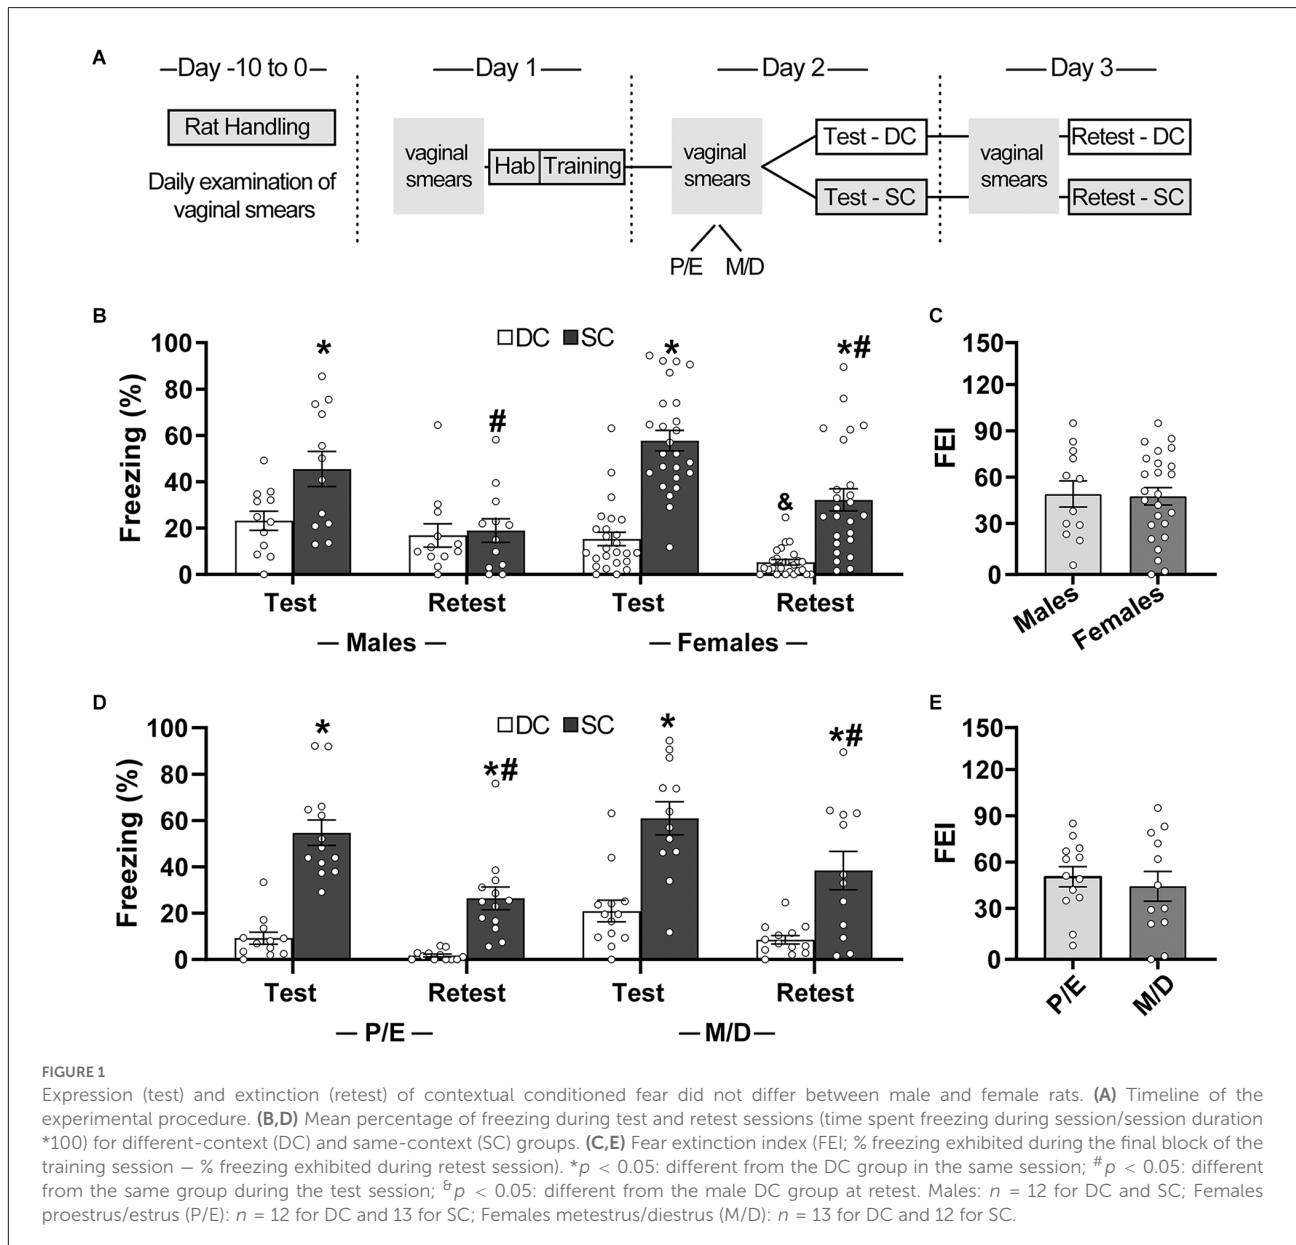 A
Day -10 to 0
Day 1
Day 2
Day 3
Rat Handling
Daily examination of
vaginal smears
vaginal
smears
Hab
Training
vaginal
smears
P/E
M/D
Test - DC
Test - SC
vaginal
smears
Retest - DC
Retest - SC
B
Freezing (%)
100
80
60
40
20
0
DC
SC
*
#
*
&
*#
Test
Retest
Test
Retest
— Males —
— Females —
C
FEI
150
120
90
60
30
0
Males
Females
D
Freezing (%)
100
80
60
40
20
0
DC
SC
*
*#
*
*#
Test
Retest
Test
Retest
— P/E —
— M/D —
E
FEI
150
120
90
60
30
0
P/E
M/D
FIGURE 1
Expression (test) and extinction (retest) of contextual conditioned fear did not differ between male and female rats. (A) Timeline of the
experimental procedure. (B,D) Mean percentage of freezing during test and retest sessions (time spent freezing during session/session duration
*100) for different-context (DC) and same-context (SC) groups. (C,E) Fear extinction index (FEI; % freezing exhibited during the final block of the
training session − % freezing exhibited during retest session). *p < 0.05: different from the DC group in the same session; #p < 0.05: different
from the same group during the test session; &p < 0.05: different from the male DC group at retest. Males: n = 12 for DC and SC; Females
proestrus/estrus (P/E): n = 12 for DC and 13 for SC; Females metestrus/diestrus (M/D): n = 13 for DC and 12 for SC.